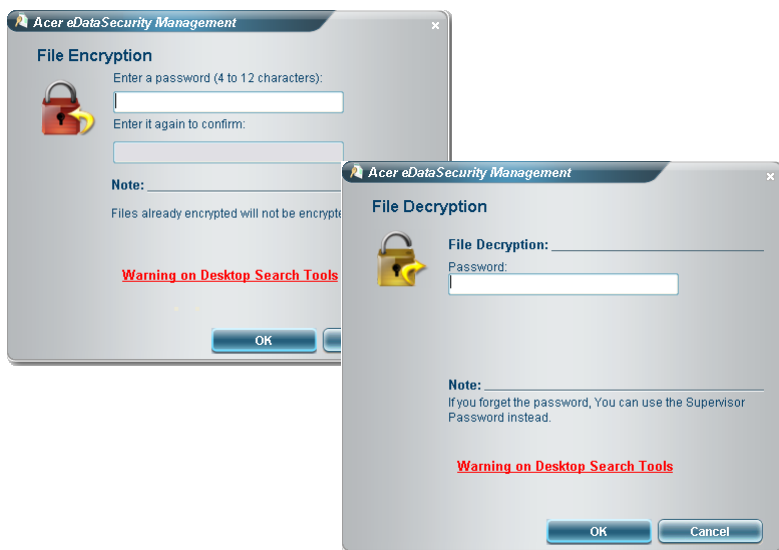 Acer eDataSecurity Management
File Encryption
Enter a password (4 to 12 characters):
Enter it again to confirm:
Note:
Files already encrypted will not be encrypte
Warning on Desktop Search Tools
OK
Acer eDataSecurity Management
File Decryption
File Decryption:
Password:
Note:
If you forget the password, You can use the Supervisor
Password instead.
Warning on Desktop Search Tools
OK Cancel